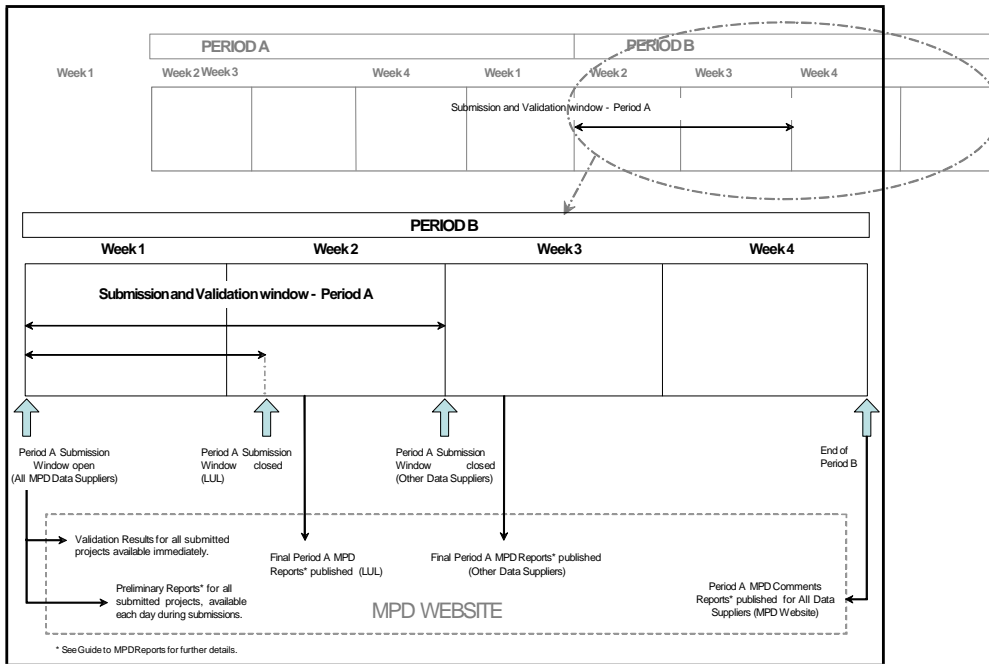 PERIOD A PERIOD B
Week 1 Week 2 Week 3 Week 4 Week 1 Week 2 Week 3 Week 4
Submission and Validation window - Period A
PERIOD B
Week 1 Week 2 Week 3 Week 4
Submission and Validation window - Period A
Period A Submission
Window open
(All MPD Data Suppliers)
Period A Submission
Window closed
(LUL)
Period A Submission
Window closed
(Other Data Suppliers)
End of
Period B
Validation Results for all submitted
projects available immediately.
Preliminary Reports* for all
submitted projects, available
each day during submissions.
Final Period A MPD
Reports* published (LUL)
Final Period A MPD Reports* published
(Other Data Suppliers)
Period A MPD Comments
Reports* published for All Data
Suppliers (MPD Website)
MPD WEBSITE
* See Guide to MPD Reports for further details.